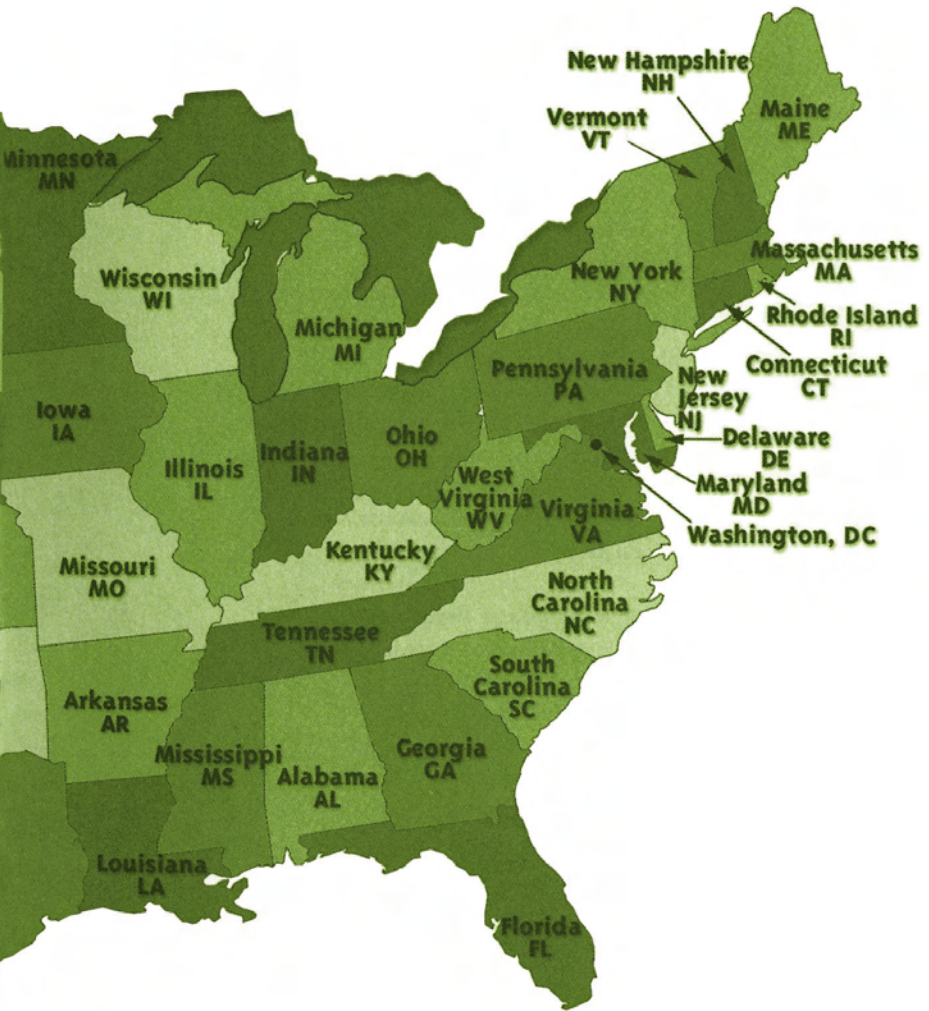 New Hampshire
NH
Vermont
VT
Maine
ME
Minnesota
MN
Massachusetts
MA
Wisconsin
WI
New York
NY
Rhode Island
RI
Michigan
MI
Connecticut
CT
Pennsylvania
PA
New
Jersey
NJ
Iowa
IA
Ohio
OH
Delaware
DE
Indiana
IN
Illinois
IL
West
Virginia
WV
Maryland
MD
Virginia
VA
Washington, DC
Kentucky
KY
Missouri
MO
North
Carolina
NC
Tennessee
TN
South
Carolina
SC
Arkansas
AR
Mississippi
MS
Georgia
GA
Alabama
AL
Louisiana
LA
Florida
FL